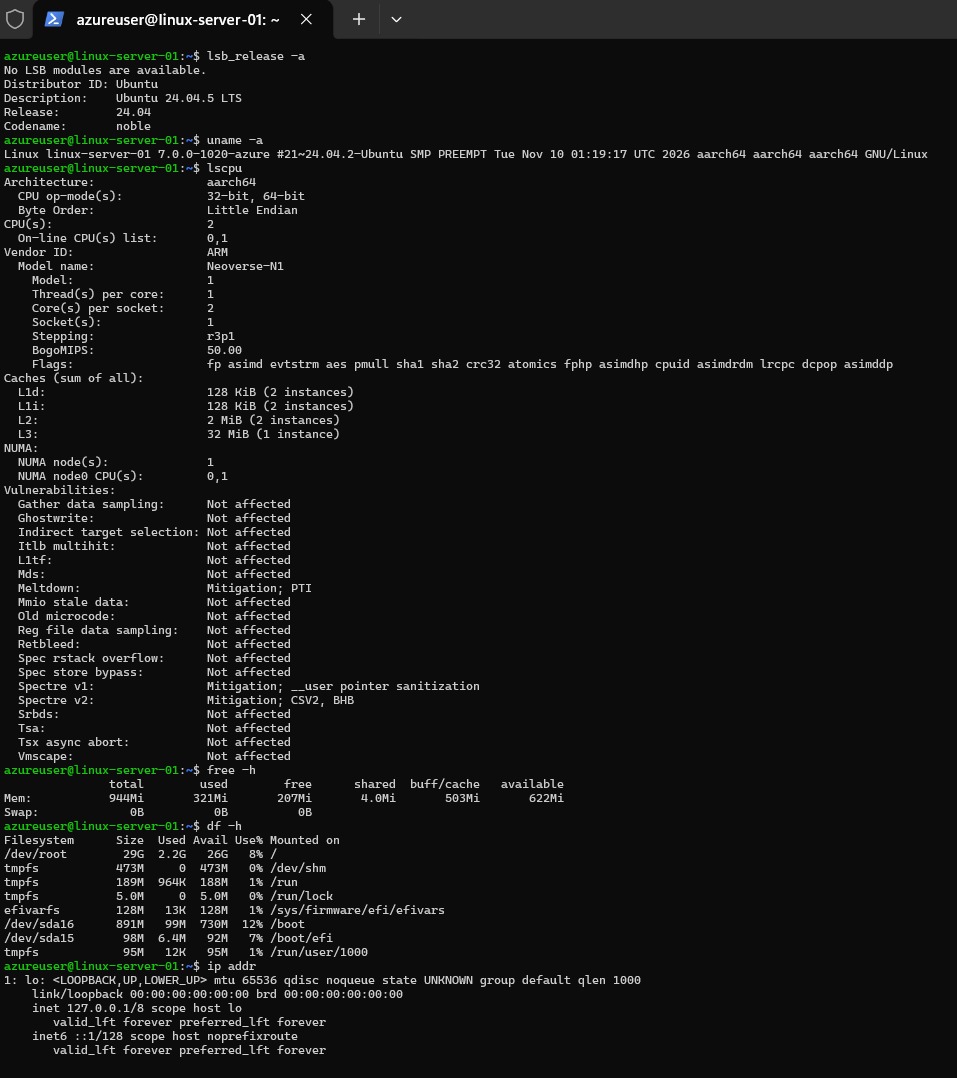 azureuser@linux-server-01: ~
azureuser@linux-server-01:~$ lsb_release -a
No LSB modules are available.
Distributor ID: Ubuntu
Description:    Ubuntu 24.04.5 LTS
Release:        24.04
Codename:       noble
azureuser@linux-server-01:~$ uname -a
Linux linux-server-01 7.0.0-1020-azure #21~24.04.2-Ubuntu SMP PREEMPT Tue Nov 10 01:19:17 UTC 2026 aarch64 aarch64 aarch64 GNU/Linux
azureuser@linux-server-01:~$ lscpu
Architecture:                aarch64
  CPU op-mode(s):            32-bit, 64-bit
  Byte Order:                Little Endian
CPU(s):                      2
  On-line CPU(s) list:       0,1
Vendor ID:                   ARM
  Model name:                Neoverse-N1
    Model:                   1
    Thread(s) per core:      1
    Core(s) per socket:      2
    Socket(s):               1
    Stepping:                r3p1
    BogoMIPS:                50.00
    Flags:                   fp asimd evtstrm aes pmull sha1 sha2 crc32 atomics fphp asimdhp cpuid asimdrdm lrcpc dcpop asimddp
Caches (sum of all):
  L1d:                       128 KiB (2 instances)
  L1i:                       128 KiB (2 instances)
  L2:                        2 MiB (2 instances)
  L3:                        32 MiB (1 instance)
NUMA:
  NUMA node(s):              1
  NUMA node0 CPU(s):         0,1
Vulnerabilities:
  Gather data sampling:      Not affected
  Ghostwrite:                Not affected
  Indirect target selection: Not affected
  Itlb multihit:             Not affected
  L1tf:                      Not affected
  Mds:                       Not affected
  Meltdown:                  Mitigation; PTI
  Mmio stale data:           Not affected
  Old microcode:             Not affected
  Reg file data sampling:    Not affected
  Retbleed:                  Not affected
  Spec rstack overflow:      Not affected
  Spec store bypass:         Not affected
  Spectre v1:                Mitigation; __user pointer sanitization
  Spectre v2:                Mitigation; CSV2, BHB
  Srbds:                     Not affected
  Tsa:                       Not affected
  Tsx async abort:           Not affected
  Vmscape:                   Not affected
azureuser@linux-server-01:~$ free -h
               total        used        free      shared  buff/cache   available
Mem:           944Mi       321Mi       207Mi       4.0Mi       503Mi       622Mi
Swap:             0B          0B          0B
azureuser@linux-server-01:~$ df -h
Filesystem      Size  Used Avail Use% Mounted on
/dev/root        29G  2.2G   26G   8% /
tmpfs           473M     0  473M   0% /dev/shm
tmpfs           189M  964K  188M   1% /run
tmpfs           5.0M     0  5.0M   0% /run/lock
efivarfs        128M   13K  128M   1% /sys/firmware/efi/efivars
/dev/sda16      891M   99M  730M  12% /boot
/dev/sda15       98M  6.4M   92M   7% /boot/efi
tmpfs            95M   12K   95M   1% /run/user/1000
azureuser@linux-server-01:~$ ip addr
1: lo: <LOOPBACK,UP,LOWER_UP> mtu 65536 qdisc noqueue state UNKNOWN group default qlen 1000
    link/loopback 00:00:00:00:00:00 brd 00:00:00:00:00:00
    inet 127.0.0.1/8 scope host lo
       valid_lft forever preferred_lft forever
    inet6 ::1/128 scope host noprefixroute
       valid_lft forever preferred_lft forever